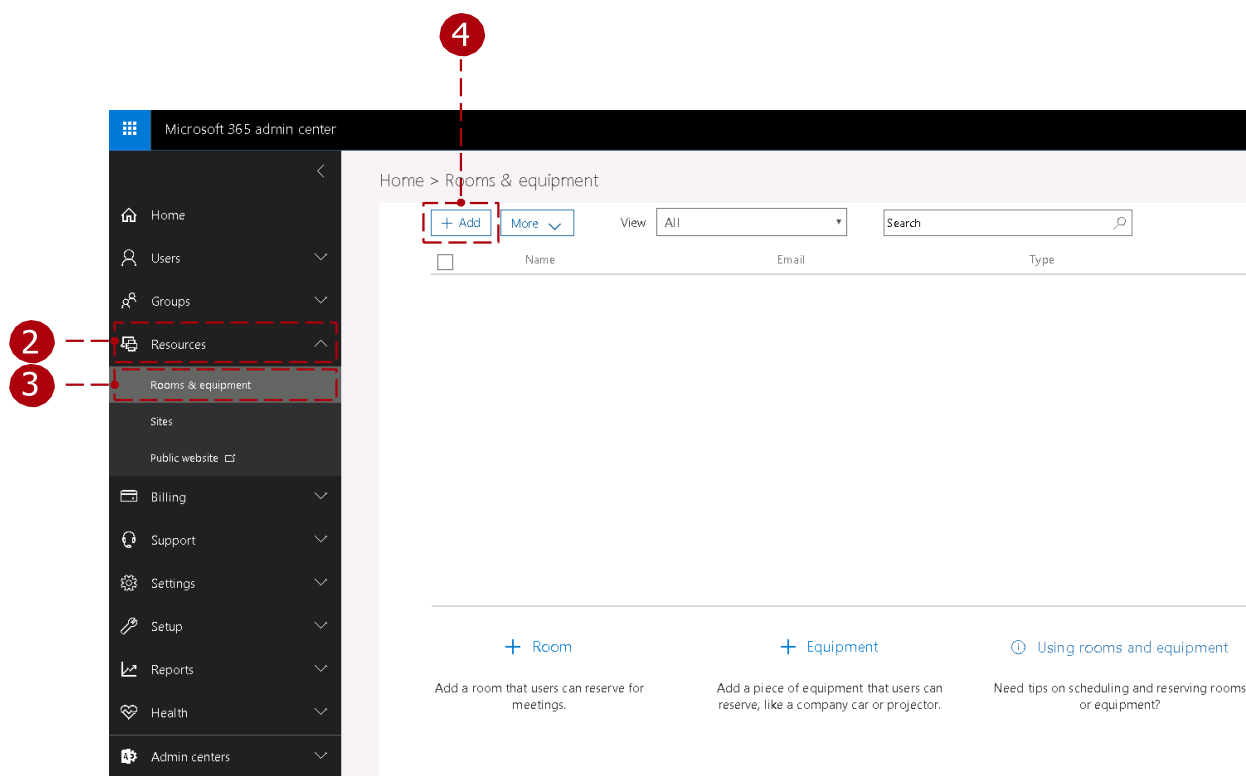 4
Microsoft 365 admin center
Home > Rooms & equipment
+ Add
More
View
All
Search
Name
Email
Type
Home
Users
Groups
2
Resources
3
Rooms & equipment
Sites
Public website
Billing
Support
Settings
Setup
Reports
Health
Admin centers
+ Room
Add a room that users can reserve for
meetings.
+ Equipment
Add a piece of equipment that users can
reserve, like a company car or projector.
Using rooms and equipment
Need tips on scheduling and reserving rooms
or equipment?